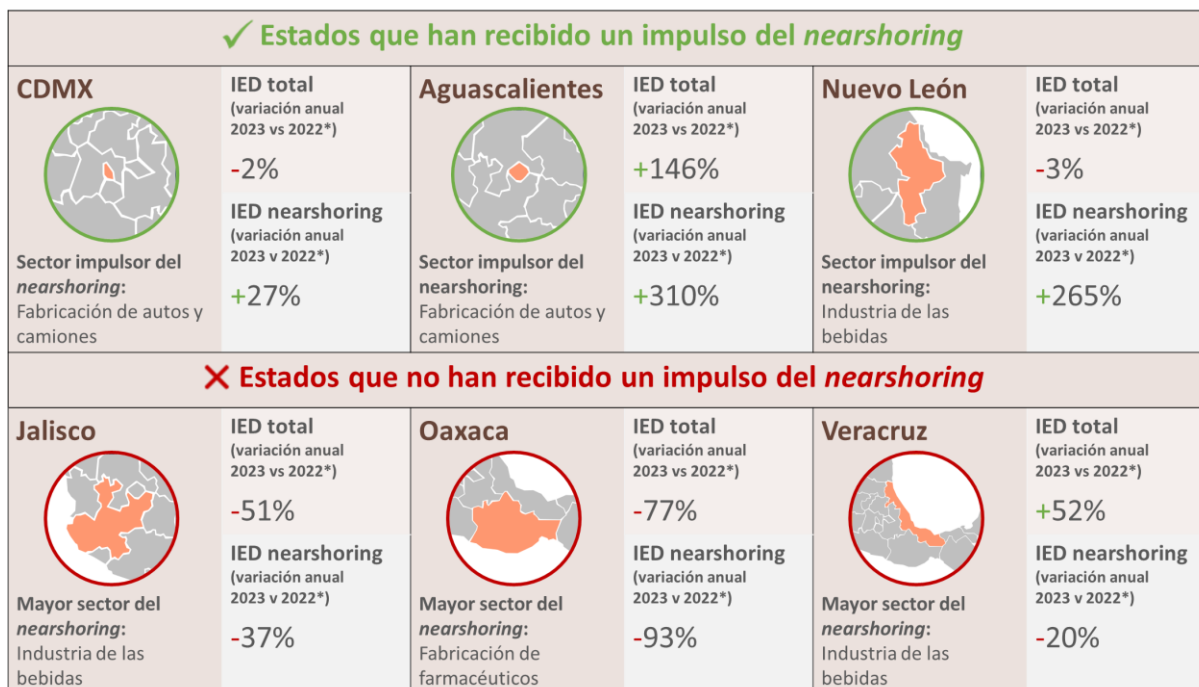 ✓ Estados que han recibido un impulso del nearshoring
CDMX
Sector impulsor del
nearshoring:
Fabricación de autos y
camiones
IED total
(variación anual
2023 vs 2022*)
-2%
IED nearshoring
(variación anual
2023 v 2022*)
+27%
Aguascalientes
Sector impulsor del
nearshoring:
Fabricación de autos y
camiones
IED total
(variación anual
2023 vs 2022*)
+146%
IED nearshoring
(variación anual
2023 v 2022*)
+310%
Nuevo León
Sector impulsor del
nearshoring:
Industria de las
bebidas
IED total
(variación anual
2023 vs 2022*)
-3%
IED nearshoring
(variación anual
2023 v 2022*)
+265%
✕ Estados que no han recibido un impulso del nearshoring
Jalisco
Mayor sector del
nearshoring:
Industria de las
bebidas
IED total
(variación anual
2023 vs 2022*)
-51%
IED nearshoring
(variación anual
2023 v 2022*)
-37%
Oaxaca
Mayor sector del
nearshoring:
Fabricación de
farmacéuticos
IED total
(variación anual
2023 vs 2022*)
-77%
IED nearshoring
(variación anual
2023 v 2022*)
-93%
Veracruz
Mayor sector del
nearshoring:
Industria de las
bebidas
IED total
(variación anual
2023 vs 2022*)
+52%
IED nearshoring
(variación anual
2023 v 2022*)
-20%